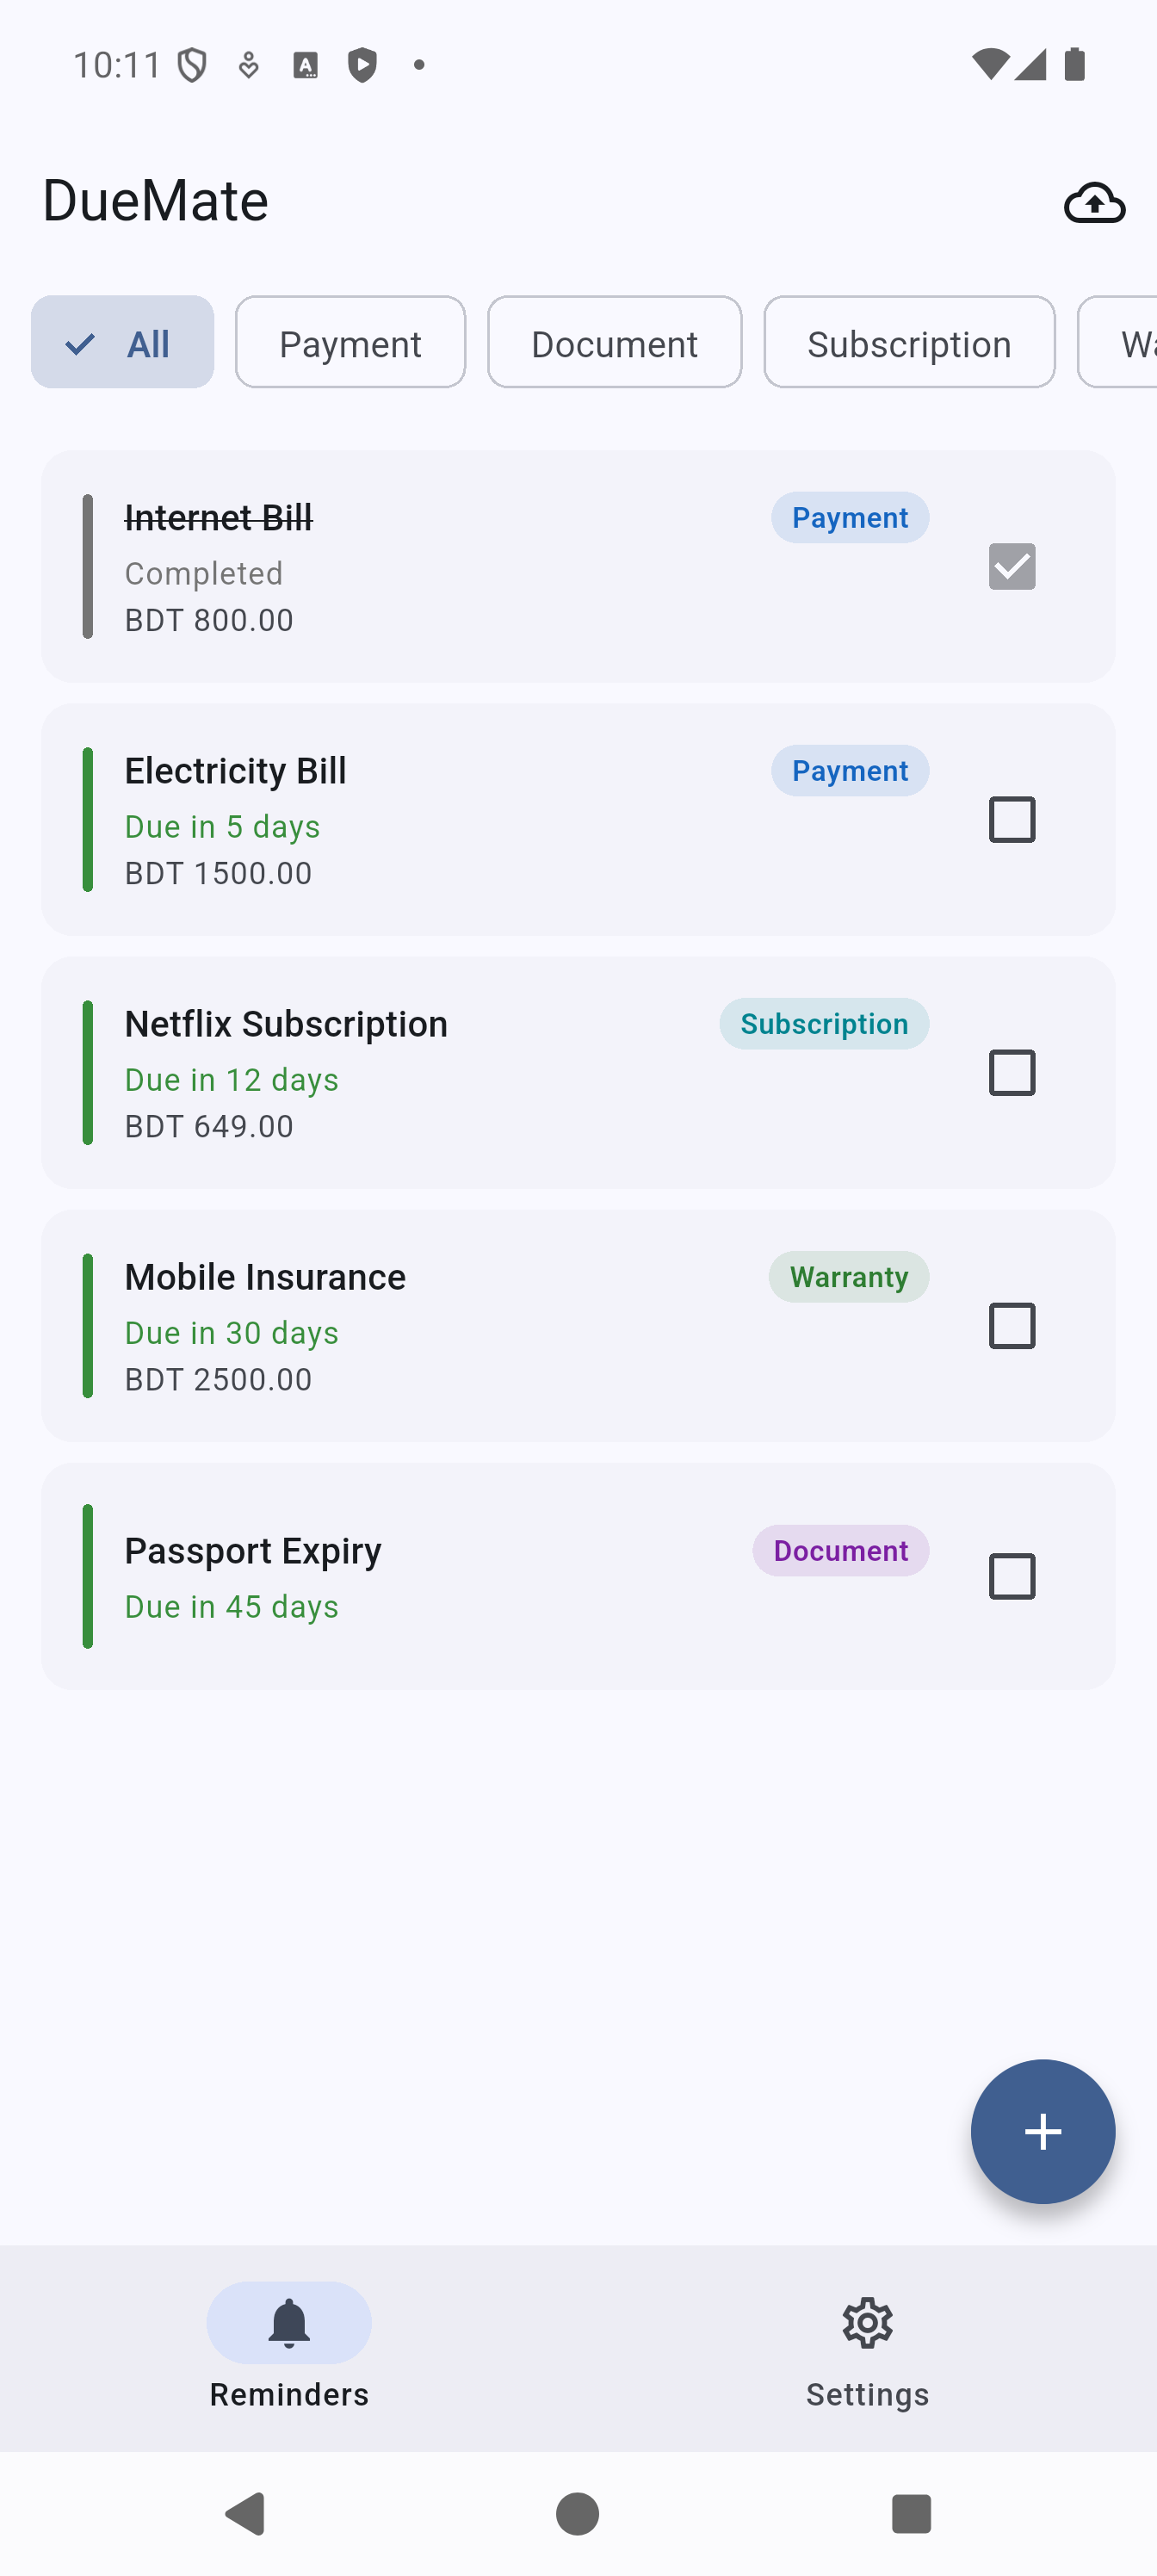 10:11
DueMate
All
Payment
Document
Subscription
Internet Bill
Payment
Completed
BDT 800.00
Electricity Bill
Payment
Due in 5 days
BDT 1500.00
Netflix Subscription
Subscription
Due in 12 days
BDT 649.00
Mobile Insurance
Warranty
Due in 30 days
BDT 2500.00
Passport Expiry
Document
Due in 45 days
Reminders
Settings